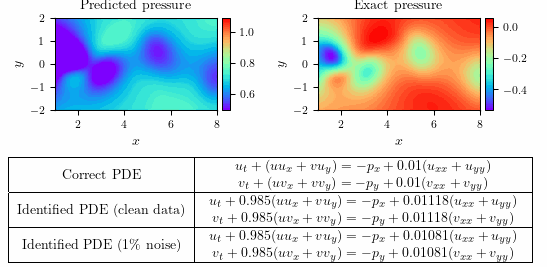 Predicted pressure
Exact pressure
2
1
0
−1
−2
y
2
4
6
8
x
1.0
0.8
0.6
2
1
0
−1
−2
y
2
4
6
8
x
0.0
−0.2
−0.4
Correct PDE
u_t + (uu_x + vu_y) = −p_x + 0.01(u_xx + u_yy)
v_t + (uv_x + vv_y) = −p_y + 0.01(v_xx + v_yy)
Identified PDE (clean data)
u_t + 0.985(uu_x + vu_y) = −p_x + 0.01118(u_xx + u_yy)
v_t + 0.985(uv_x + vv_y) = −p_y + 0.01118(v_xx + v_yy)
Identified PDE (1% noise)
u_t + 0.985(uu_x + vu_y) = −p_x + 0.01081(u_xx + u_yy)
v_t + 0.985(uv_x + vv_y) = −p_y + 0.01081(v_xx + v_yy)